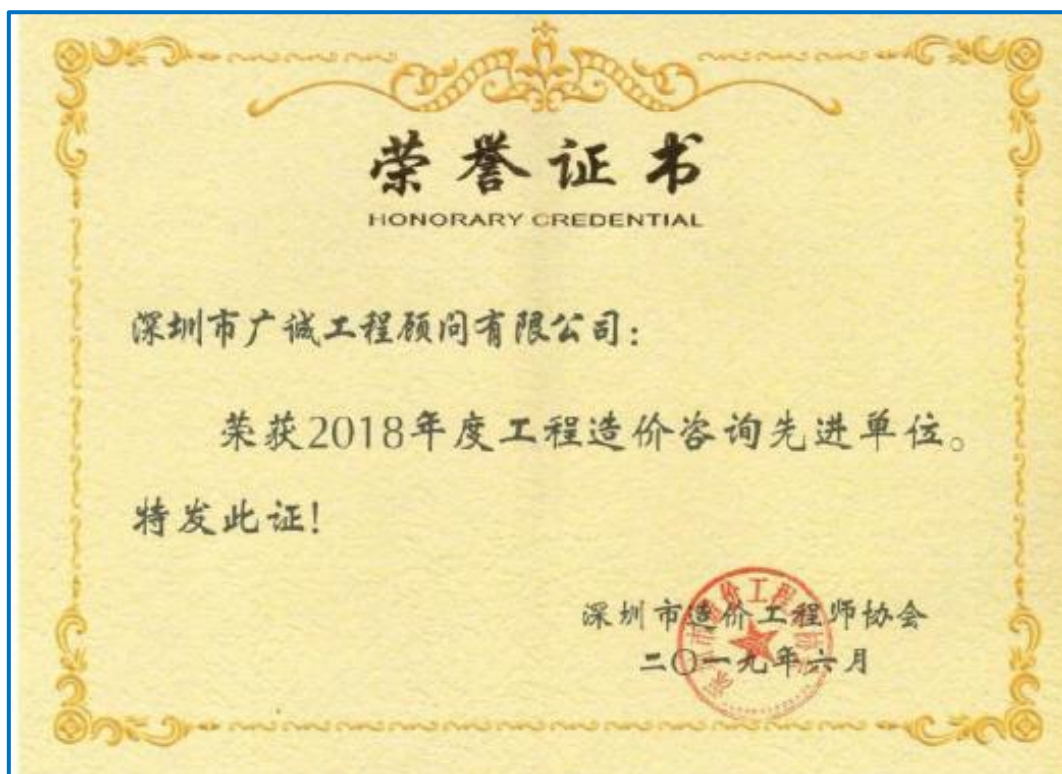 荣誉证书
HONORARY CREDENTIAL
深圳市广诚工程顾问有限公司：
荣获2018年度工程造价咨询先进单位。
特发此证！
深圳市造价工程师协会
二〇一九年六月